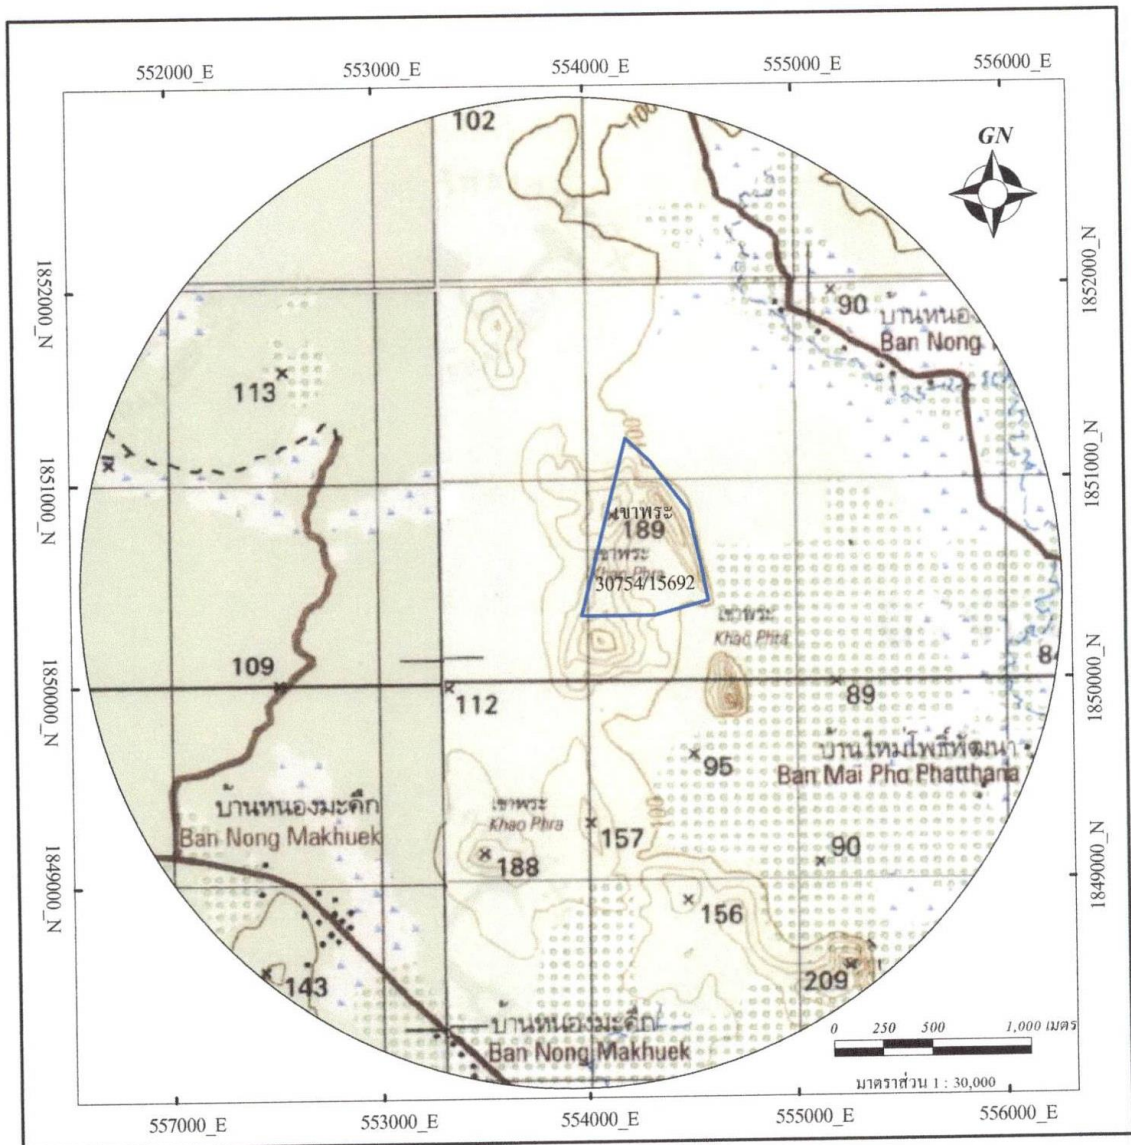 552000_E 553000_E 554000_E 555000_E 556000_E
GN
102
100
1852000_N
1852000_N
90
บ้านหนอง
Ban Nong
113
100
1851000_N
1851000_N
เขาพระ
189
เขาพระ
Khao Phra
30754/15692
เขาพระ
Khao Phra
109
84
1850000_N
112
89
1850000_N
95
บ้านใหม่โพธิ์พัฒนา
Ban Mai Pho Phatthana
บ้านหนองมะคึก
Ban Nong Makhuek
เขาพระ
Khao Phra
100
157
188
90
1849000_N
1849000_N
156
143
209
บ้านหนองมะคึก
Ban Nong Makhuek
0 250 500 1,000 เมตร
มาตราส่วน 1 : 30,000
557000_E 553000_E 554000_E 555000_E 556000_E